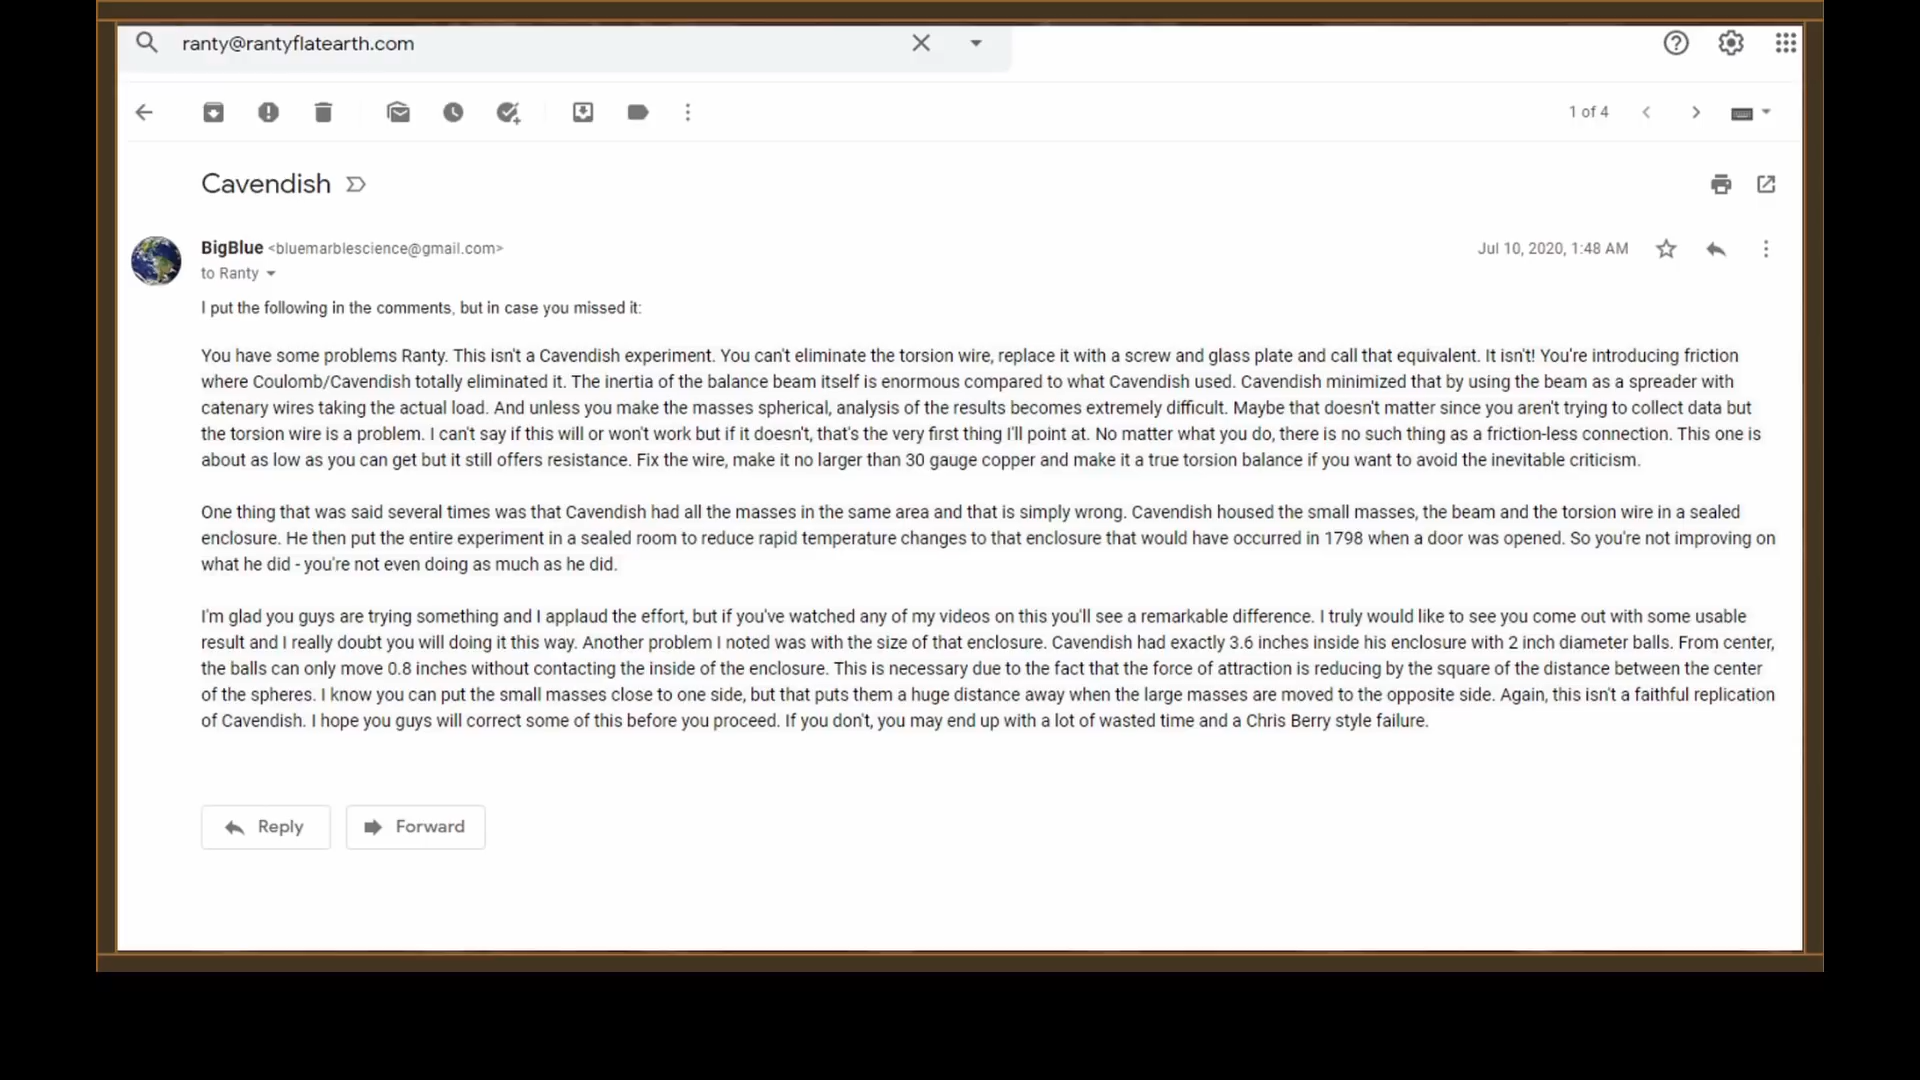 ranty@rantyflatearth.com
1 of 4
Cavendish
BigBlue <bluemarblescience@gmail.com>
Jul 10, 2020, 1:48 AM
to Ranty
I put the following in the comments, but in case you missed it:
You have some problems Ranty. This isn't a Cavendish experiment. You can't eliminate the torsion wire, replace it with a screw and glass plate and call that equivalent. It isn't! You're introducing friction
where Coulomb/Cavendish totally eliminated it. The inertia of the balance beam itself is enormous compared to what Cavendish used. Cavendish minimized that by using the beam as a spreader with
catenary wires taking the actual load. And unless you make the masses spherical, analysis of the results becomes extremely difficult. Maybe that doesn't matter since you aren't trying to collect data but
the torsion wire is a problem. I can't say if this will or won't work but if it doesn't, that's the very first thing I'll point at. No matter what you do, there is no such thing as a friction-less connection. This one is
about as low as you can get but it still offers resistance. Fix the wire, make it no larger than 30 gauge copper and make it a true torsion balance if you want to avoid the inevitable criticism.
One thing that was said several times was that Cavendish had all the masses in the same area and that is simply wrong. Cavendish housed the small masses, the beam and the torsion wire in a sealed
enclosure. He then put the entire experiment in a sealed room to reduce rapid temperature changes to that enclosure that would have occurred in 1798 when a door was opened. So you're not improving on
what he did - you're not even doing as much as he did.
I'm glad you guys are trying something and I applaud the effort, but if you've watched any of my videos on this you'll see a remarkable difference. I truly would like to see you come out with some usable
result and I really doubt you will doing it this way. Another problem I noted was with the size of that enclosure. Cavendish had exactly 3.6 inches inside his enclosure with 2 inch diameter balls. From center,
the balls can only move 0.8 inches without contacting the inside of the enclosure. This is necessary due to the fact that the force of attraction is reducing by the square of the distance between the center
of the spheres. I know you can put the small masses close to one side, but that puts them a huge distance away when the large masses are moved to the opposite side. Again, this isn't a faithful replication
of Cavendish. I hope you guys will correct some of this before you proceed. If you don't, you may end up with a lot of wasted time and a Chris Berry style failure.
Reply
Forward